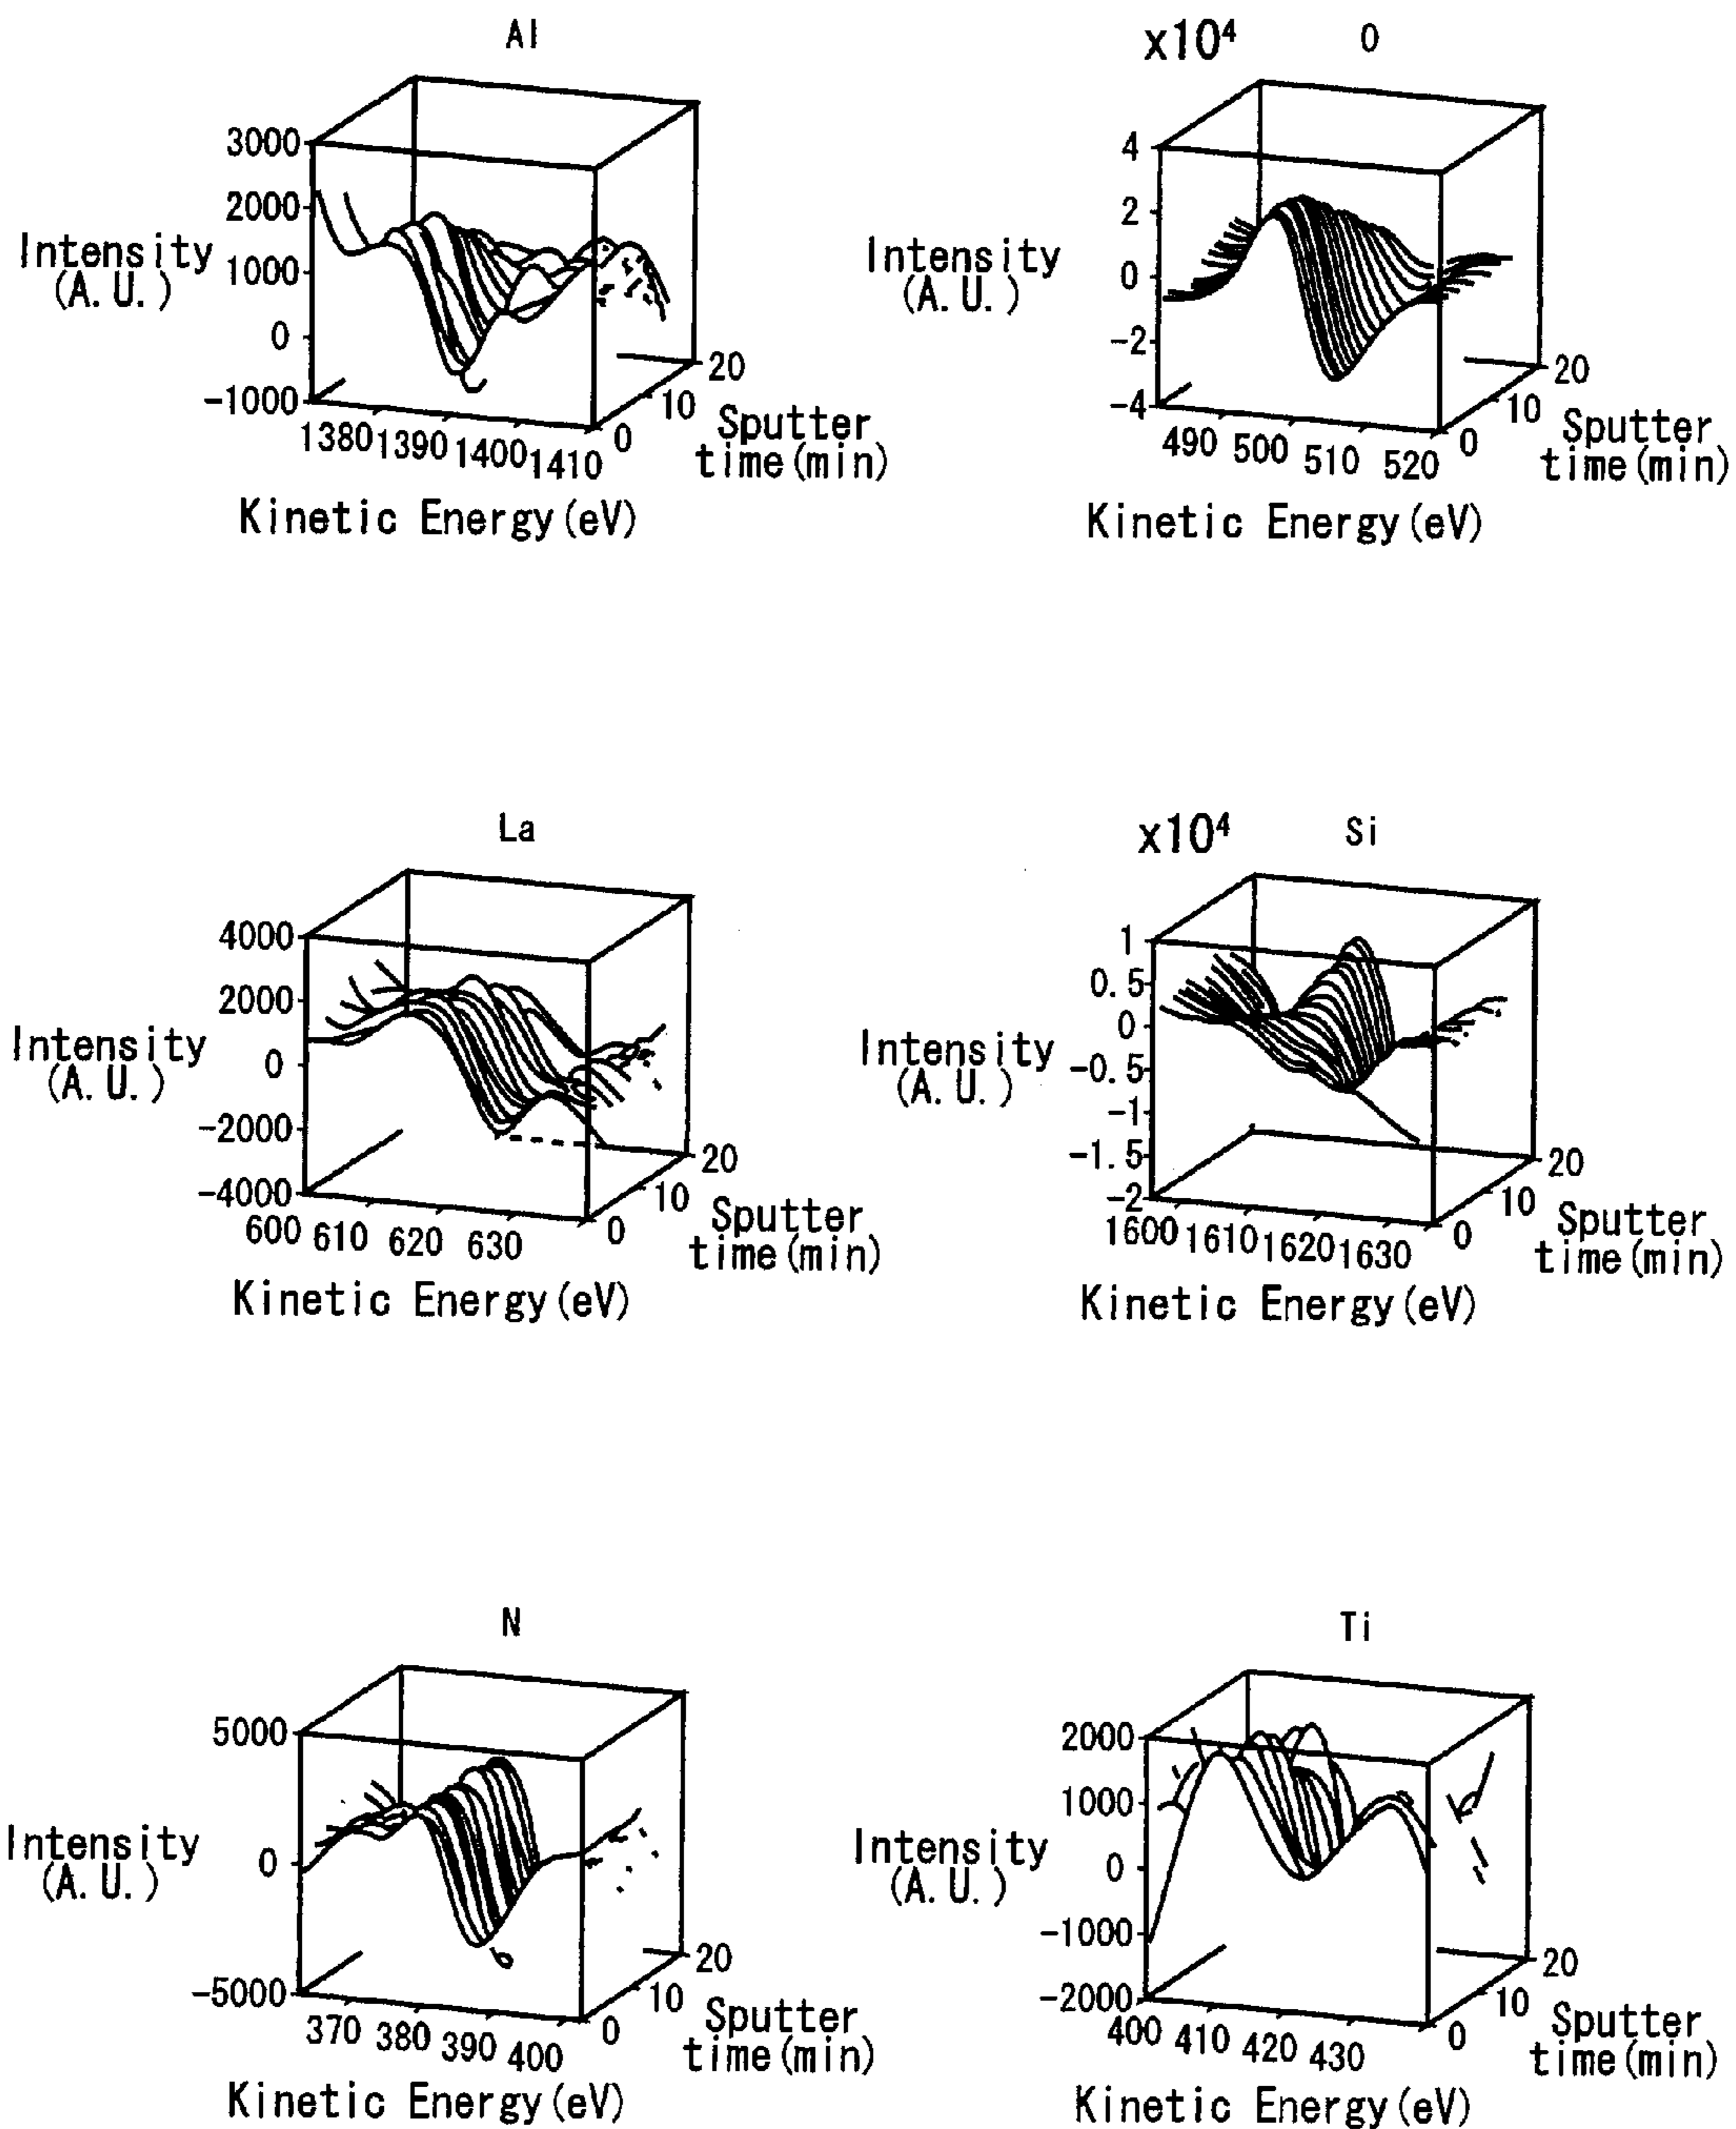 Al
3000
2000
1000
0
-1000
Intensity
(A. U.)
1380 1390 1400 1410
0
10
20
Sputter
time(min)
Kinetic Energy(eV)
x10⁴
O
4
2
0
-2
-4
Intensity
(A. U.)
490 500 510 520
0
10
20
Sputter
time(min)
Kinetic Energy(eV)
La
4000
2000
0
-2000
-4000
Intensity
(A. U.)
600 610 620 630
0
10
20
Sputter
time(min)
Kinetic Energy(eV)
x10⁴
Si
1
0.5
0
-0.5
-1
-1.5
-2
Intensity
(A. U.)
1600 1610 1620 1630
0
10
20
Sputter
time(min)
Kinetic Energy(eV)
N
5000
0
-5000
Intensity
(A. U.)
370 380 390 400
0
10
20
Sputter
time(min)
Kinetic Energy(eV)
Ti
2000
1000
0
-1000
-2000
Intensity
(A. U.)
400 410 420 430
0
10
20
Sputter
time(min)
Kinetic Energy(eV)